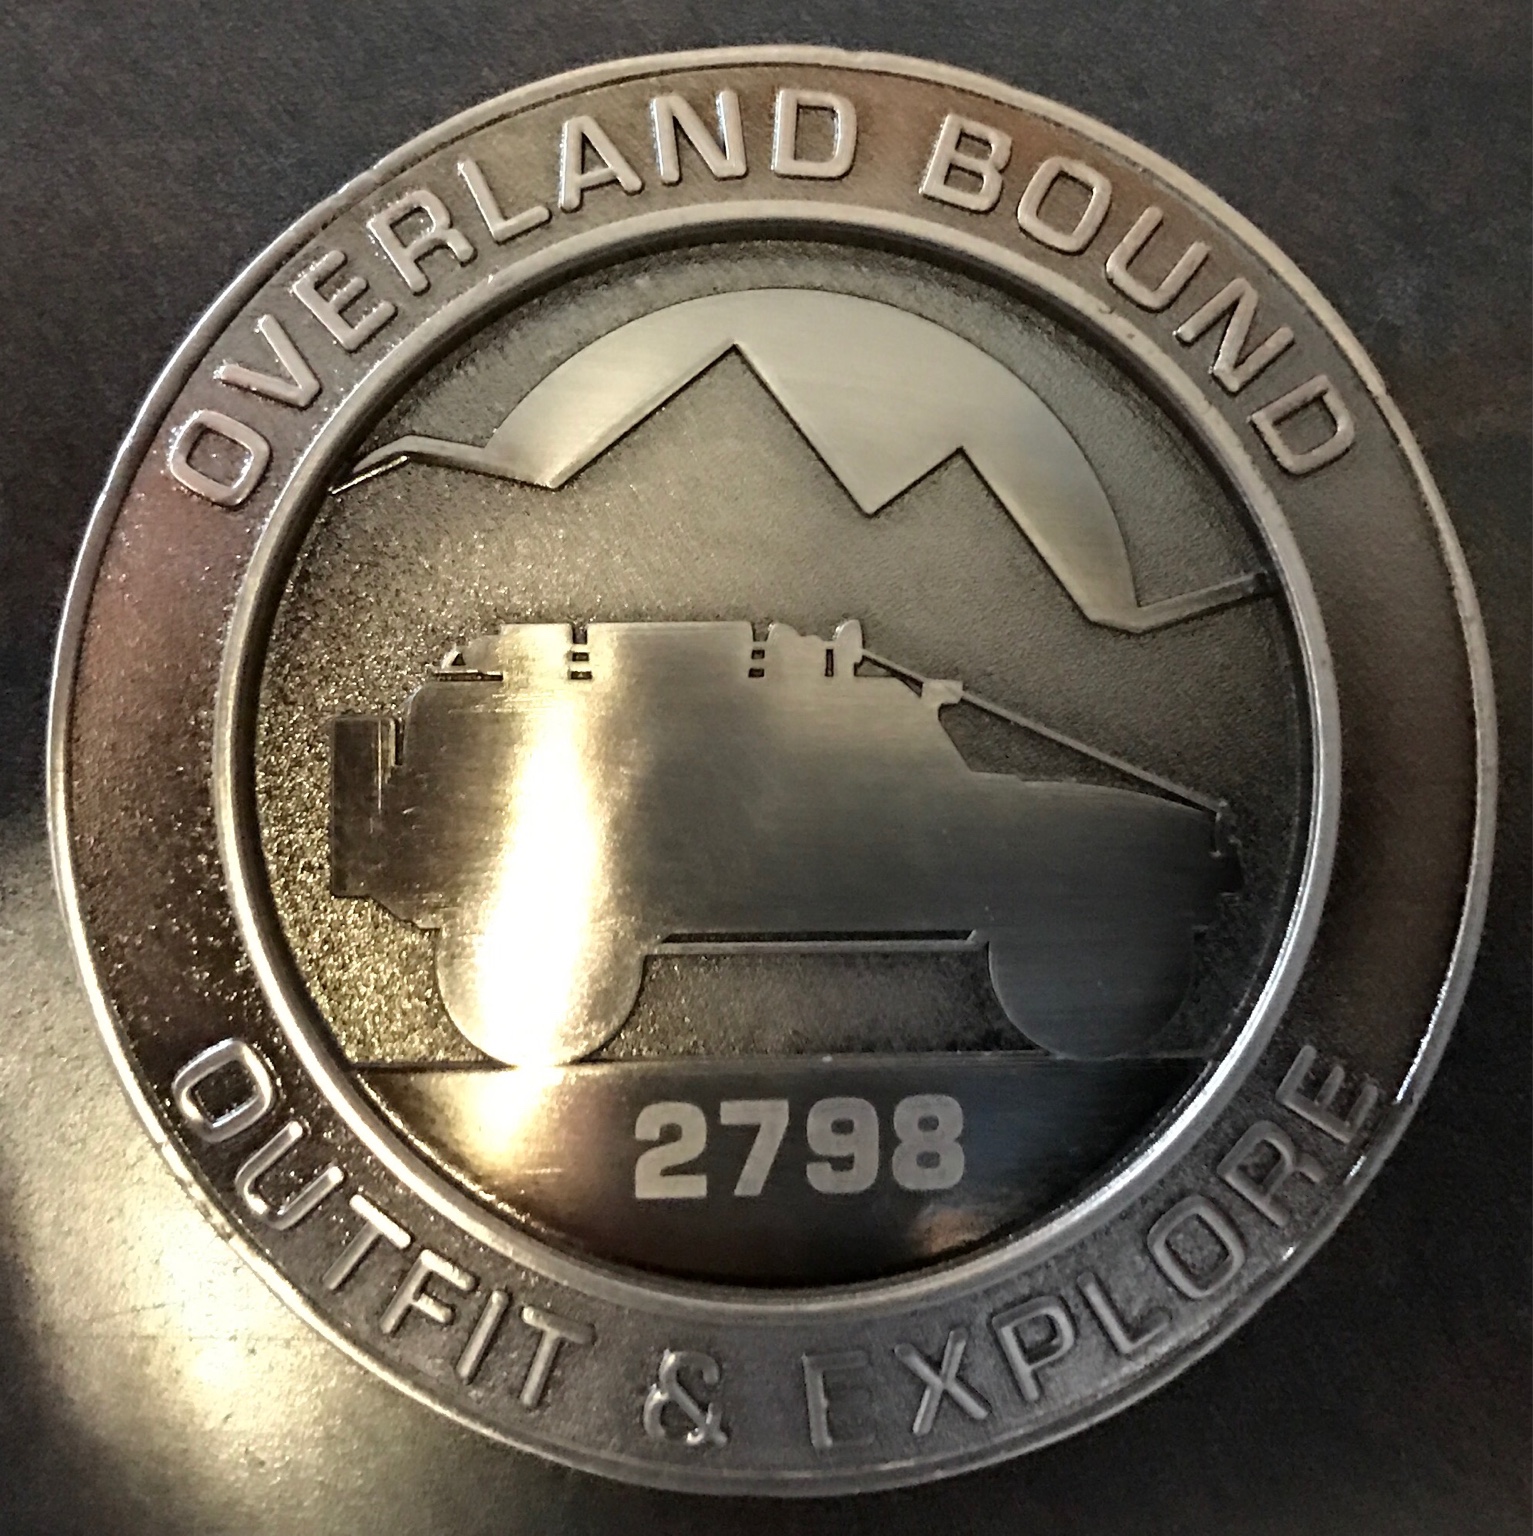 OVERLAND BOUND
2798
OUTFIT & EXPLORE